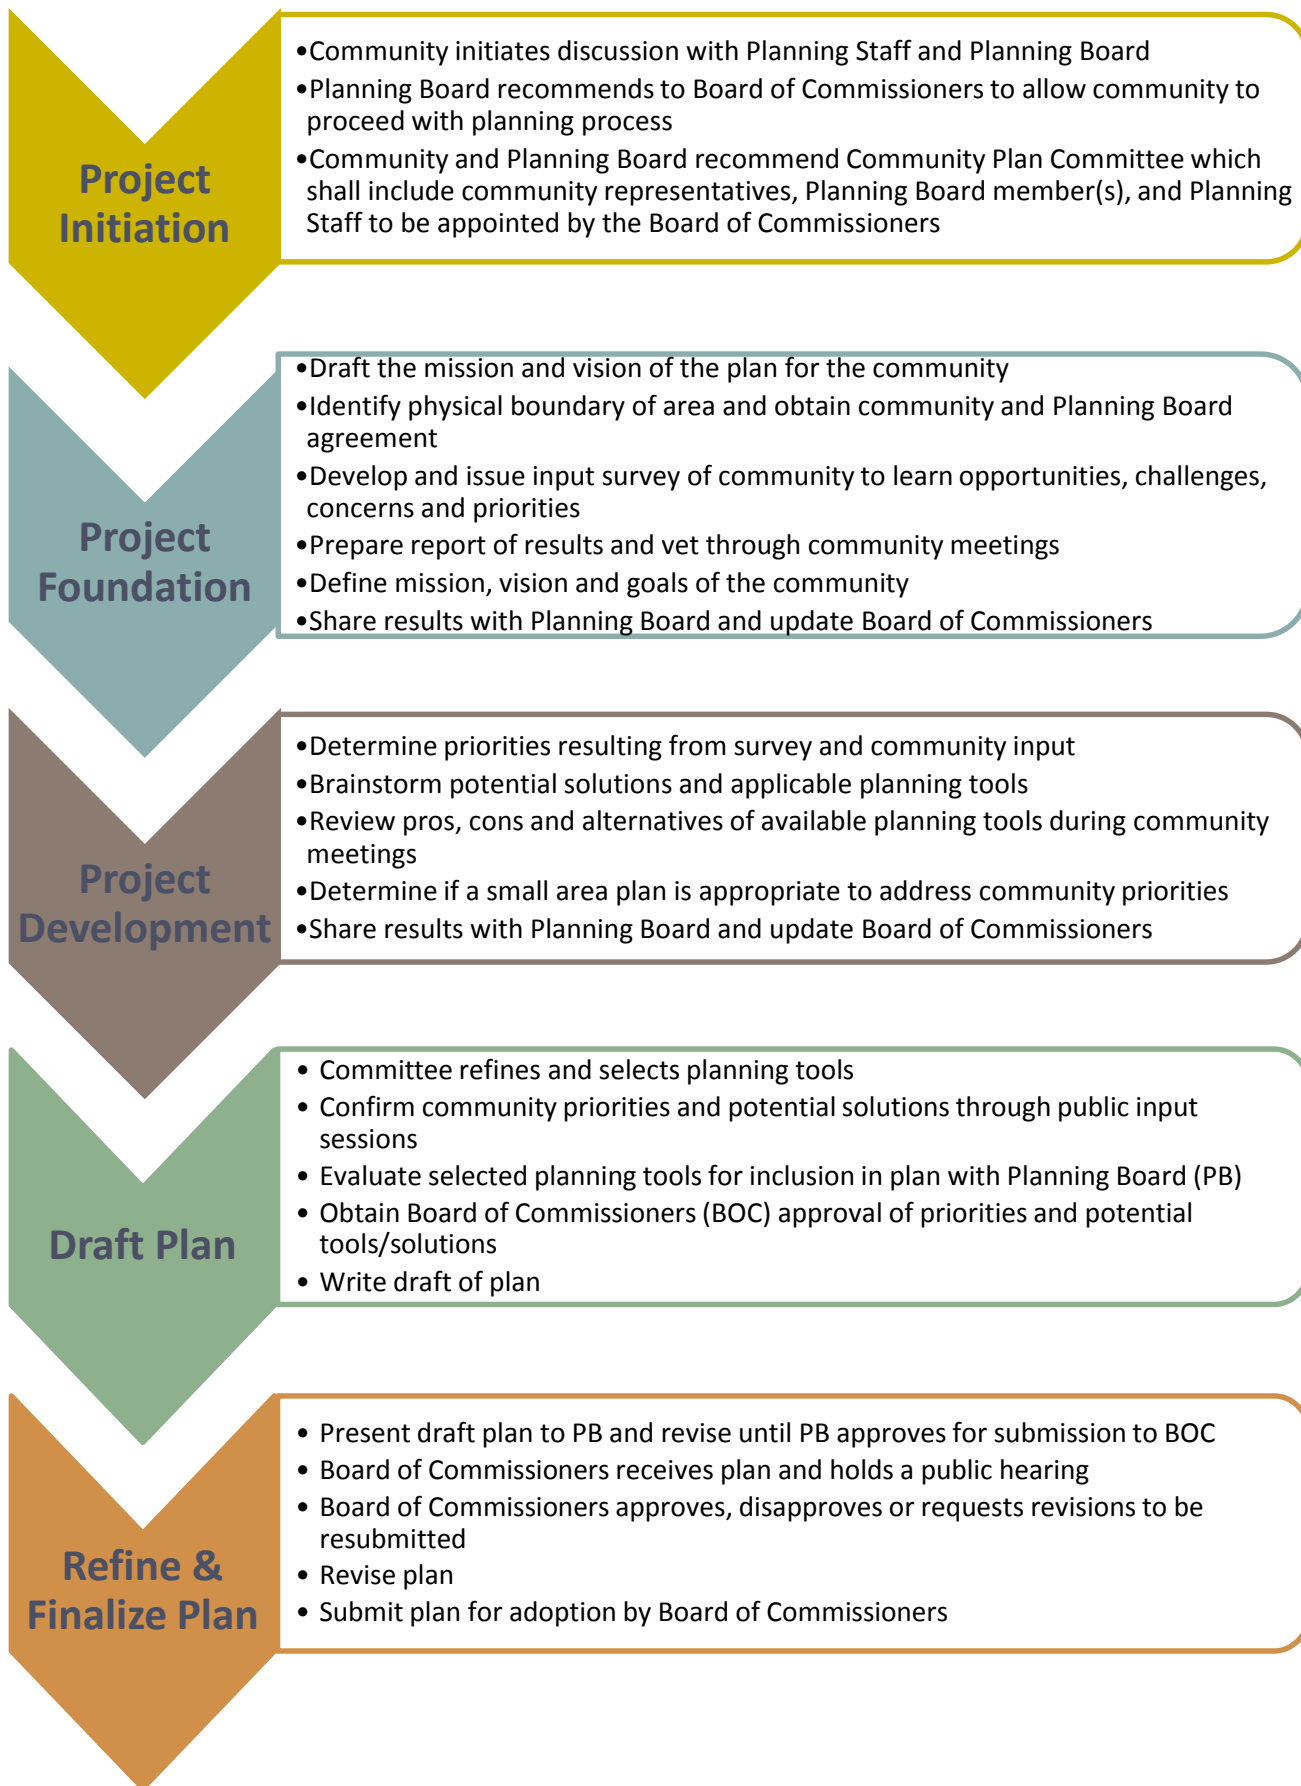 Project
Initiation
•Community initiates discussion with Planning Staff and Planning Board
•Planning Board recommends to Board of Commissioners to allow community to
proceed with planning process
•Community and Planning Board recommend Community Plan Committee which
shall include community representatives, Planning Board member(s), and Planning
Staff to be appointed by the Board of Commissioners
Project
Foundation
•Draft the mission and vision of the plan for the community
•Identify physical boundary of area and obtain community and Planning Board
agreement
•Develop and issue input survey of community to learn opportunities, challenges,
concerns and priorities
•Prepare report of results and vet through community meetings
•Define mission, vision and goals of the community
•Share results with Planning Board and update Board of Commissioners
Project
Development
•Determine priorities resulting from survey and community input
•Brainstorm potential solutions and applicable planning tools
•Review pros, cons and alternatives of available planning tools during community
meetings
•Determine if a small area plan is appropriate to address community priorities
•Share results with Planning Board and update Board of Commissioners
Draft Plan
• Committee refines and selects planning tools
• Confirm community priorities and potential solutions through public input
sessions
• Evaluate selected planning tools for inclusion in plan with Planning Board (PB)
• Obtain Board of Commissioners (BOC) approval of priorities and potential
tools/solutions
• Write draft of plan
Refine &
Finalize Plan
• Present draft plan to PB and revise until PB approves for submission to BOC
• Board of Commissioners receives plan and holds a public hearing
• Board of Commissioners approves, disapproves or requests revisions to be
resubmitted
• Revise plan
• Submit plan for adoption by Board of Commissioners